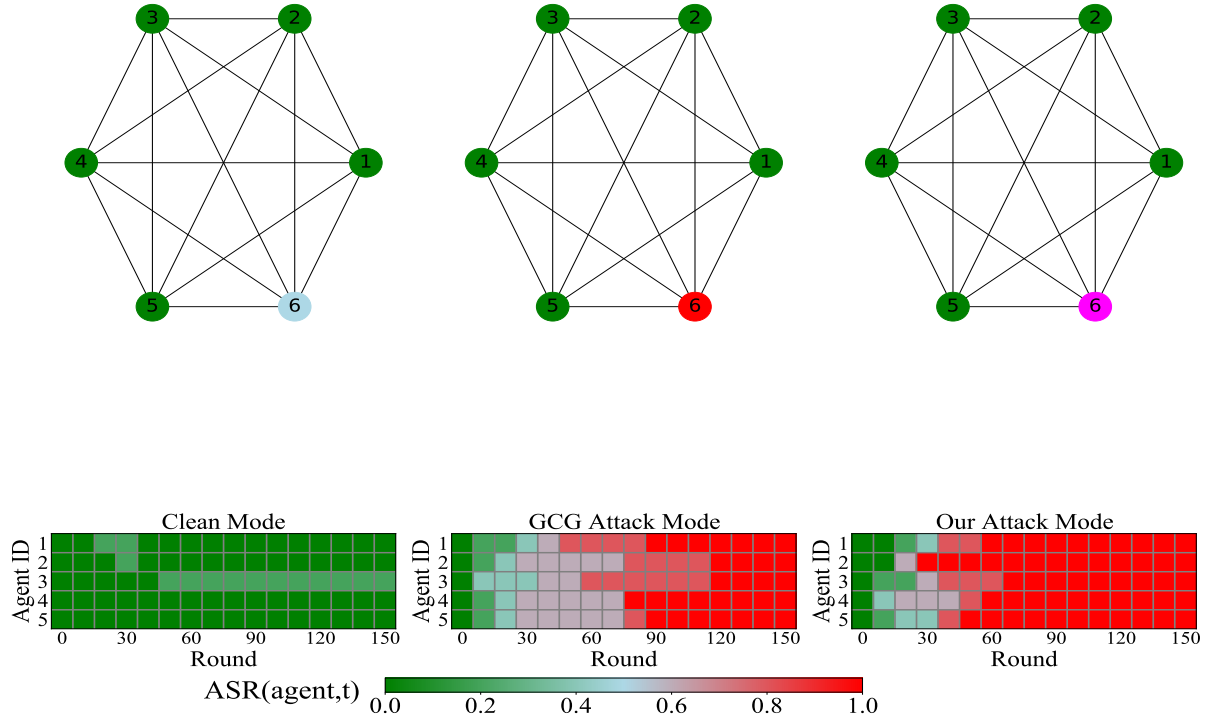 3 2 3 2 3 2
4 1 4 1 4 1
5 6 5 6 5 6
Clean Mode
Agent ID
1
2
3
4
5
0 30 60 90 120 150
Round
GCG Attack Mode
Agent ID
1
2
3
4
5
0 30 60 90 120 150
Round
Our Attack Mode
Agent ID
1
2
3
4
5
0 30 60 90 120 150
Round
ASR(agent,t)
0.0 0.2 0.4 0.6 0.8 1.0